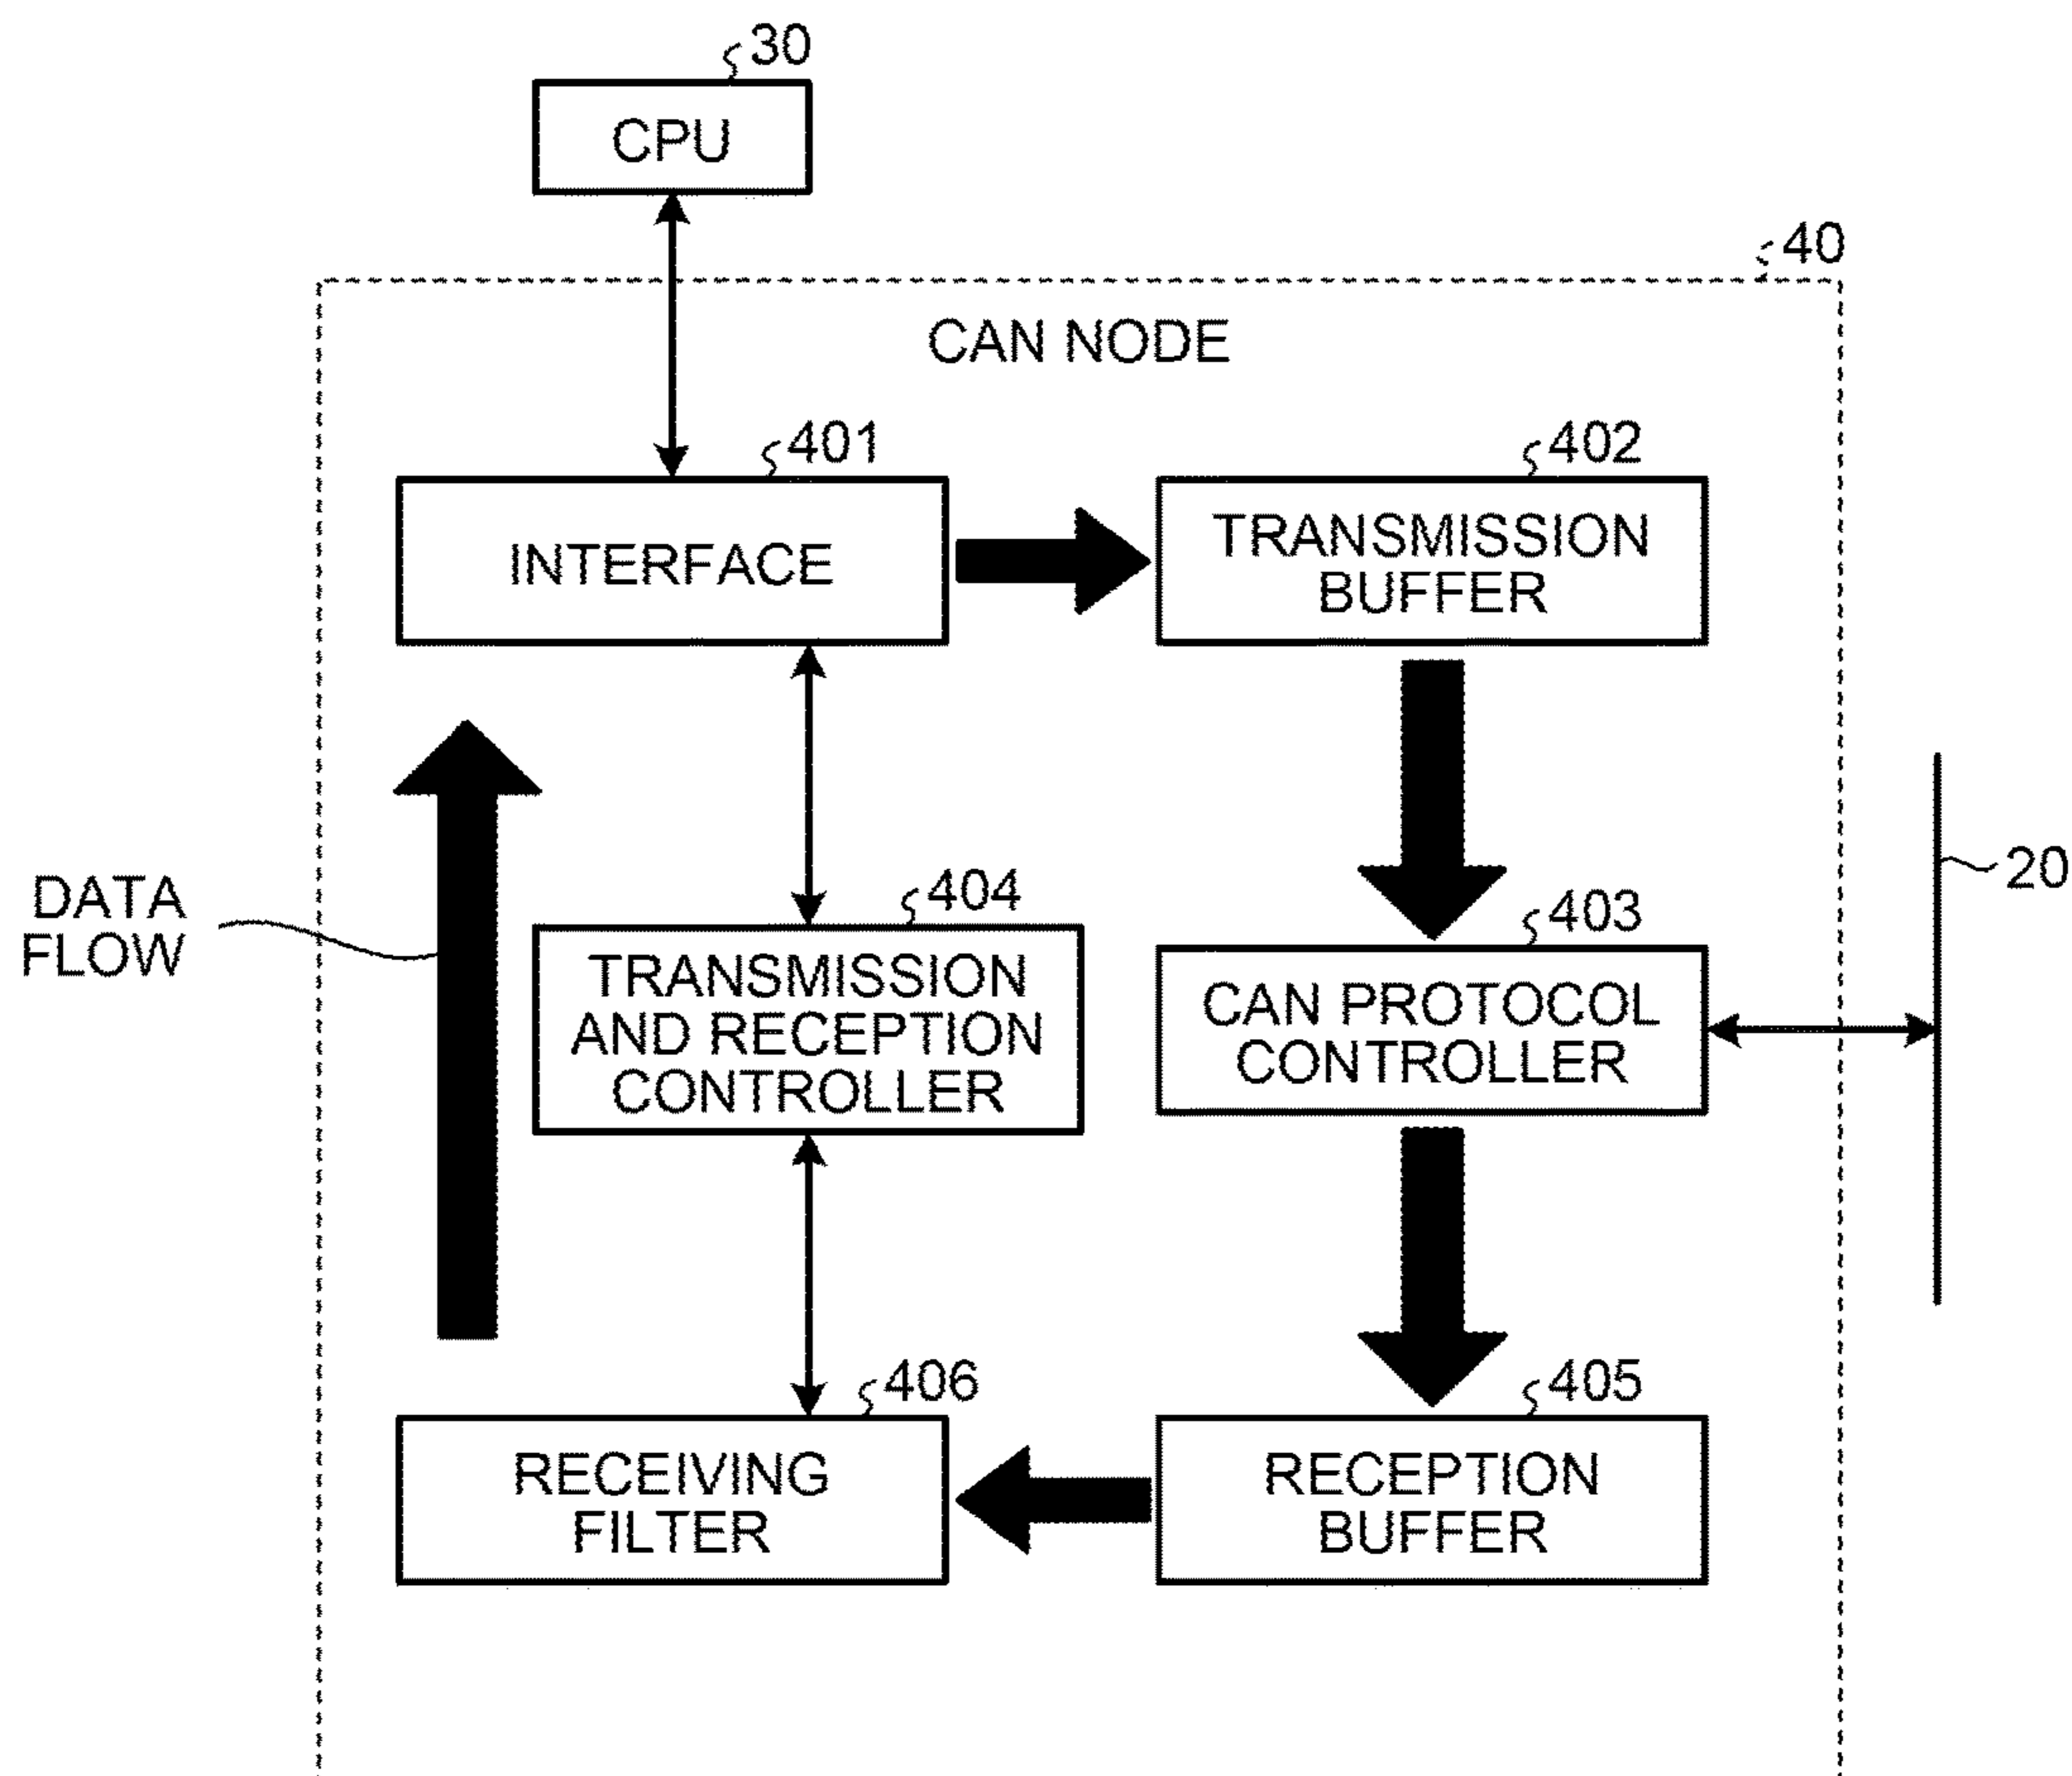 30
CPU
40
CAN NODE
401
402
INTERFACE
TRANSMISSION
BUFFER
DATA
FLOW
20
404
403
TRANSMISSION
AND RECEPTION
CONTROLLER
CAN PROTOCOL
CONTROLLER
406
405
RECEIVING
FILTER
RECEPTION
BUFFER